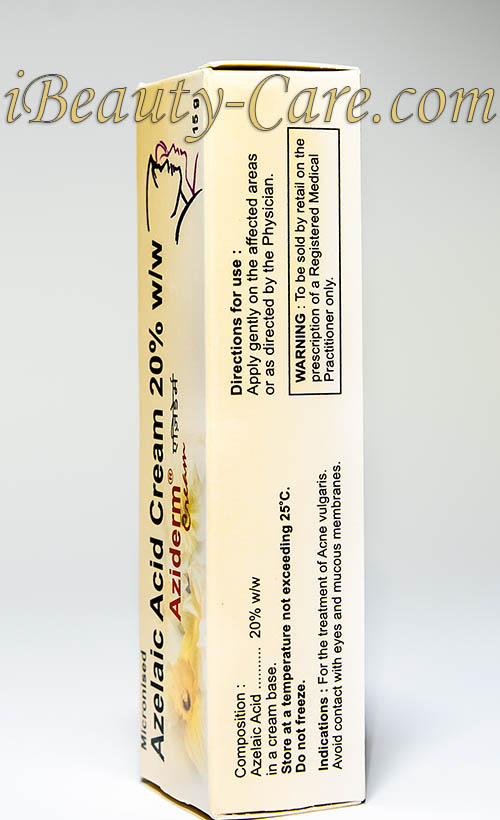 iBeauty-Care.com
Micronised
Azelaic Acid Cream 20% w/w
Aziderm® एज़िडर्म
Cream
15 g
Composition :
Azelaic Acid ........... 20% w/w
in a cream base.
Store at a temperature not exceeding 25°C.
Do not freeze.
Indications : For the treatment of Acne vulgaris.
Avoid contact with eyes and mucous membranes.
Directions for use :
Apply gently on the affected areas
or as directed by the Physician.
WARNING : To be sold by retail on the
prescription of a Registered Medical
Practitioner only.